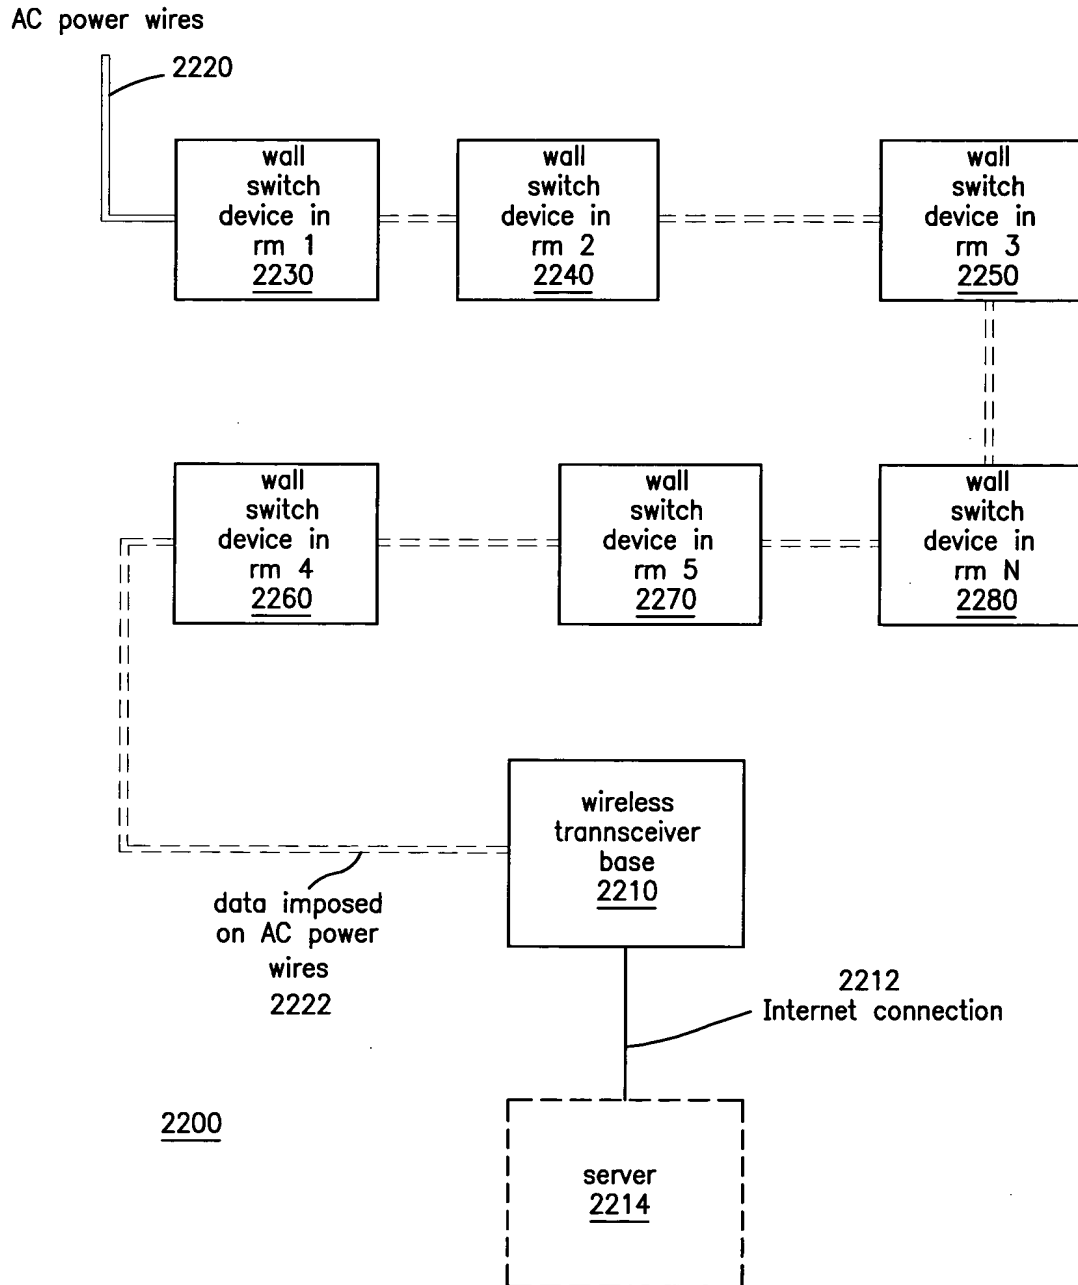 AC power wires
2220
wall
switch
device in
rm 1
2230
wall
switch
device in
rm 2
2240
wall
switch
device in
rm 3
2250
wall
switch
device in
rm 4
2260
wall
switch
device in
rm 5
2270
wall
switch
device in
rm N
2280
wireless
trannsceiver
base
2210
data imposed
on AC power
wires
2222
2212
Internet connection
2200
server
2214